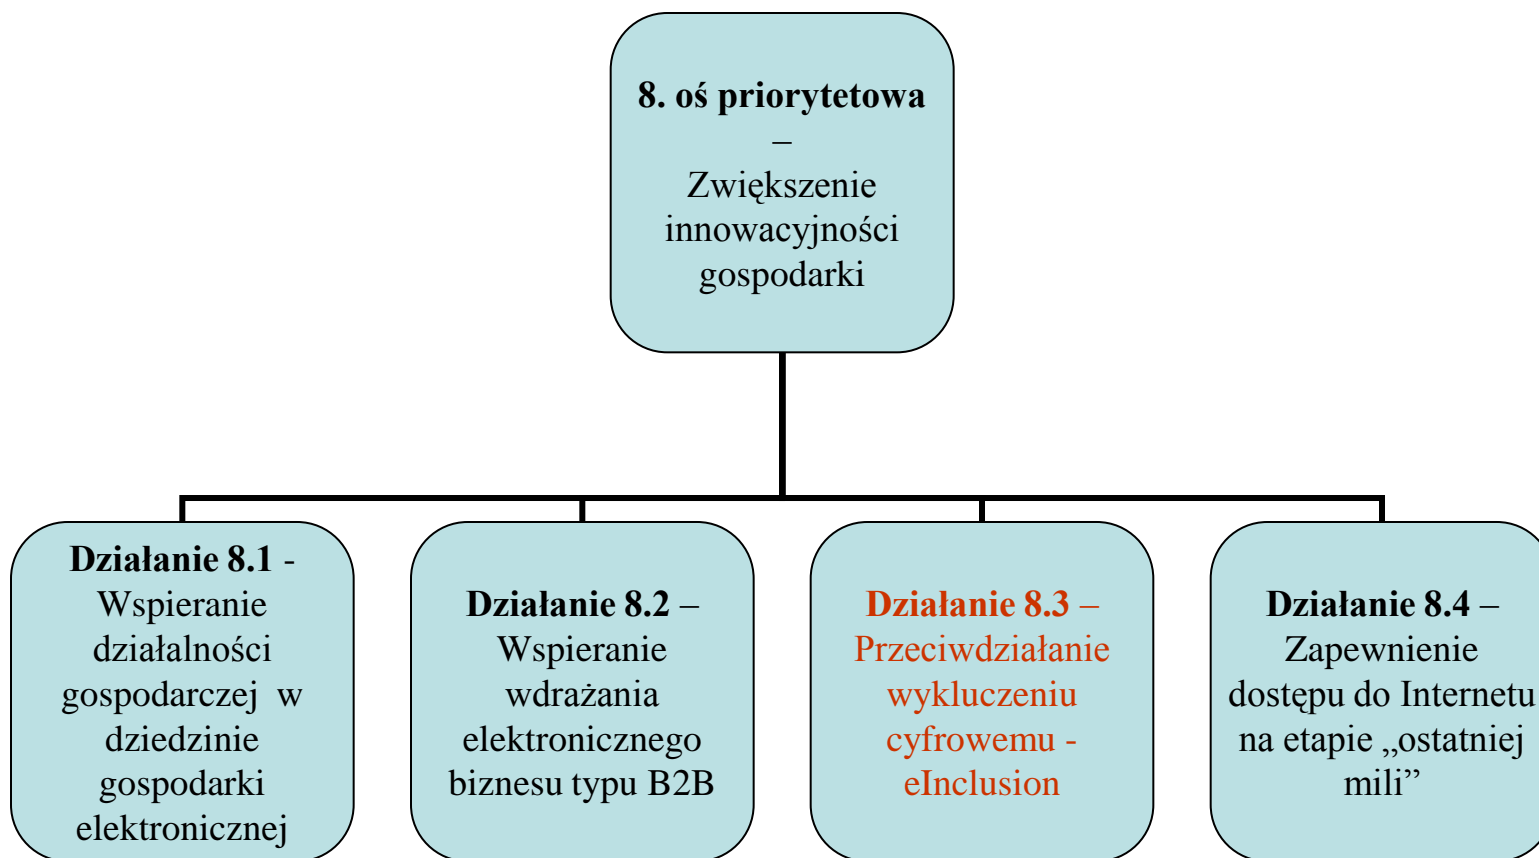 8. oś priorytetowa
–
Zwiększenie
innowacyjności
gospodarki
Działanie 8.1 -
Wspieranie
działalności
gospodarczej w
dziedzinie
gospodarki
elektronicznej
Działanie 8.2 –
Wspieranie
wdrażania
elektronicznego
biznesu typu B2B
Działanie 8.3 –
Przeciwdziałanie
wykluczeniu
cyfrowemu -
eInclusion
Działanie 8.4 –
Zapewnienie
dostępu do Internetu
na etapie „ostatniej
mili”